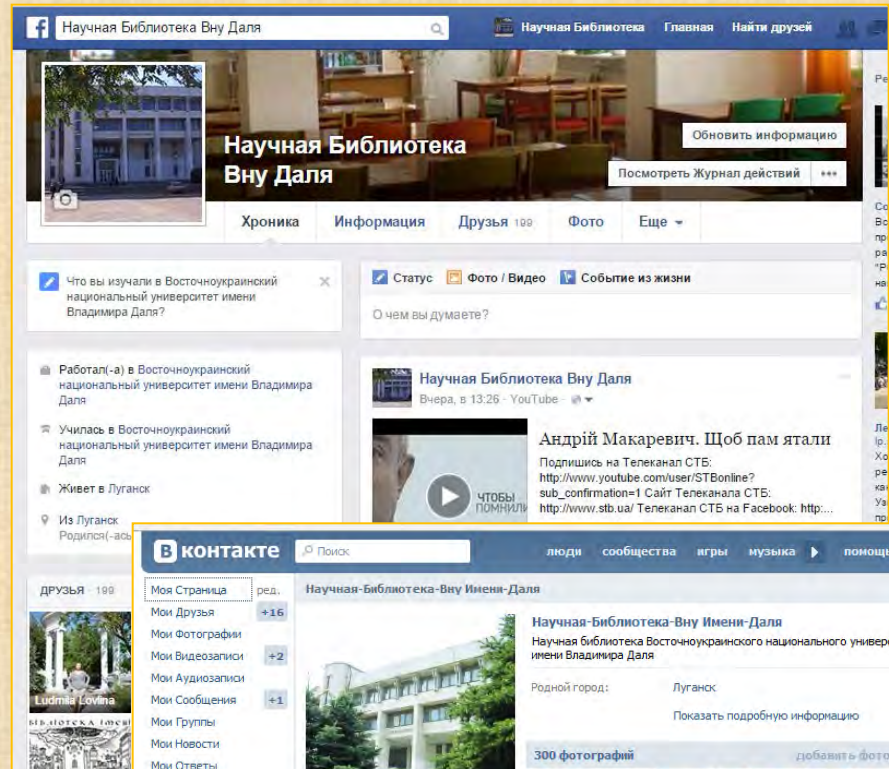 Научная Библиотека Вну Даля
Научная Библиотека Главная Найти друзей
Научная Библиотека
Вну Даля
Обновить информацию
Посмотреть Журнал действий •••
Хроника Информация Друзья 199 Фото Еще
Что вы изучали в Восточноукраинский
национальный университет имени
Владимира Даля?
Работал(-а) в Восточноукраинский
национальный университет имени Владимира
Даля
Училась в Восточноукраинский
национальный университет имени Владимира
Даля
Живет в Луганск
Из Луганск
ДРУЗЬЯ · 199
Ludmila Lovlina
Статус Фото / Видео Событие из жизни
О чем вы думаете?
Научная Библиотека Вну Даля
Вчера, в 13:26 · YouTube ·
ЧТОБЫ
ПОМНИЛИ
Андрій Макаревич. Щоб пам ятали
Подпишись на Телеканал СТБ:
http://www.youtube.com/user/STBonline?
sub_confirmation=1 Сайт Телеканала СТБ:
http://www.stb.ua/ Телеканал СТБ на Facebook: http:...
В контакте Поиск люди сообщества игры музыка помощь
Моя Страница ред.
Мои Друзья +16
Мои Фотографии
Мои Видеозаписи +2
Мои Аудиозаписи
Мои Сообщения +1
Мои Группы
Мои Новости
Мои Ответы
Научная-Библиотека-Вну Имени-Даля
Научная-Библиотека-Вну Имени-Даля
Научная библиотека Восточноукраинского национального
имени Владимира Даля
Родной город: Луганск
Показать подробную информацию
300 фотографий добавить